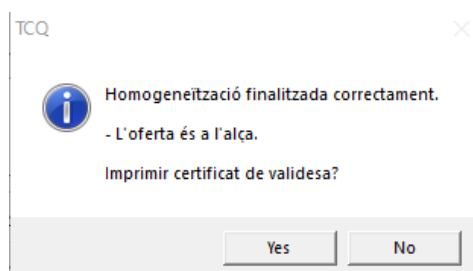 TCQ
Homogeneïtzació finalitzada correctament.
- L'oferta és a l'alça.
Imprimir certificat de validesa?
Yes
No